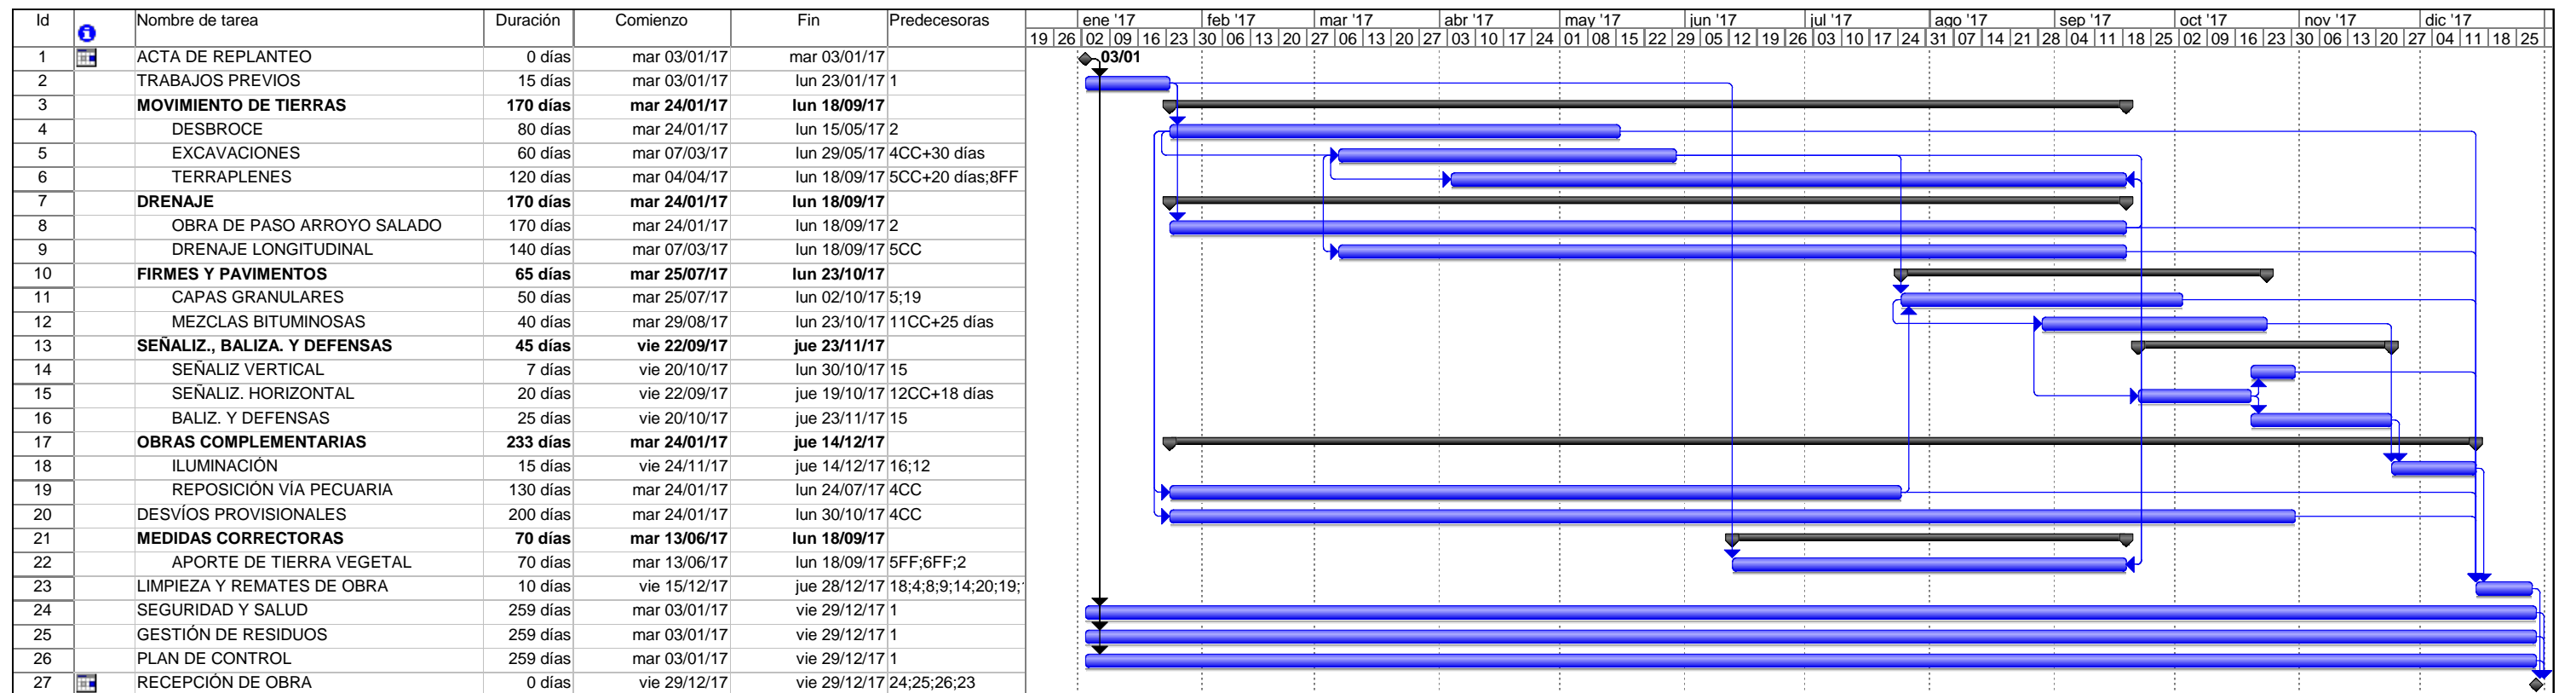 Id Nombre de tarea Duración Comienzo Fin Predecesoras ene '17 feb '17 mar '17 abr '17 may '17 jun '17 jul '17 ago '17 sep '17 oct '17 nov '17 dic '17
19 26 02 09 16 23 30 06 13 20 27 06 13 20 27 03 10 17 24 01 08 15 22 29 05 12 19 26 03 10 17 24 31 07 14 21 28 04 11 18 25 02 09 16 23 30 06 13 20 27 04 11 18 25
1 ACTA DE REPLANTEO 0 días mar 03/01/17 mar 03/01/17 03/01
2 TRABAJOS PREVIOS 15 días mar 03/01/17 lun 23/01/17 1
3 MOVIMIENTO DE TIERRAS 170 días mar 24/01/17 lun 18/09/17
4 DESBROCE 80 días mar 24/01/17 lun 15/05/17 2
5 EXCAVACIONES 60 días mar 07/03/17 lun 29/05/17 4CC+30 días
6 TERRAPLENES 120 días mar 04/04/17 lun 18/09/17 5CC+20 días;8FF
7 DRENAJE 170 días mar 24/01/17 lun 18/09/17
8 OBRA DE PASO ARROYO SALADO 170 días mar 24/01/17 lun 18/09/17 2
9 DRENAJE LONGITUDINAL 140 días mar 07/03/17 lun 18/09/17 5CC
10 FIRMES Y PAVIMENTOS 65 días mar 25/07/17 lun 23/10/17
11 CAPAS GRANULARES 50 días mar 25/07/17 lun 02/10/17 5;19
12 MEZCLAS BITUMINOSAS 40 días mar 29/08/17 lun 23/10/17 11CC+25 días
13 SEÑALIZ., BALIZA. Y DEFENSAS 45 días vie 22/09/17 jue 23/11/17
14 SEÑALIZ VERTICAL 7 días vie 20/10/17 lun 30/10/17 15
15 SEÑALIZ. HORIZONTAL 20 días vie 22/09/17 jue 19/10/17 12CC+18 días
16 BALIZ. Y DEFENSAS 25 días vie 20/10/17 jue 23/11/17 15
17 OBRAS COMPLEMENTARIAS 233 días mar 24/01/17 jue 14/12/17
18 ILUMINACIÓN 15 días vie 24/11/17 jue 14/12/17 16;12
19 REPOSICIÓN VÍA PECUARIA 130 días mar 24/01/17 lun 24/07/17 4CC
20 DESVÍOS PROVISIONALES 200 días mar 24/01/17 lun 30/10/17 4CC
21 MEDIDAS CORRECTORAS 70 días mar 13/06/17 lun 18/09/17
22 APORTE DE TIERRA VEGETAL 70 días mar 13/06/17 lun 18/09/17 5FF;6FF;2
23 LIMPIEZA Y REMATES DE OBRA 10 días vie 15/12/17 jue 28/12/17 18;4;8;9;14;20;19;
24 SEGURIDAD Y SALUD 259 días mar 03/01/17 vie 29/12/17 1
25 GESTIÓN DE RESIDUOS 259 días mar 03/01/17 vie 29/12/17 1
26 PLAN DE CONTROL 259 días mar 03/01/17 vie 29/12/17 1
27 RECEPCIÓN DE OBRA 0 días vie 29/12/17 vie 29/12/17 24;25;26;23